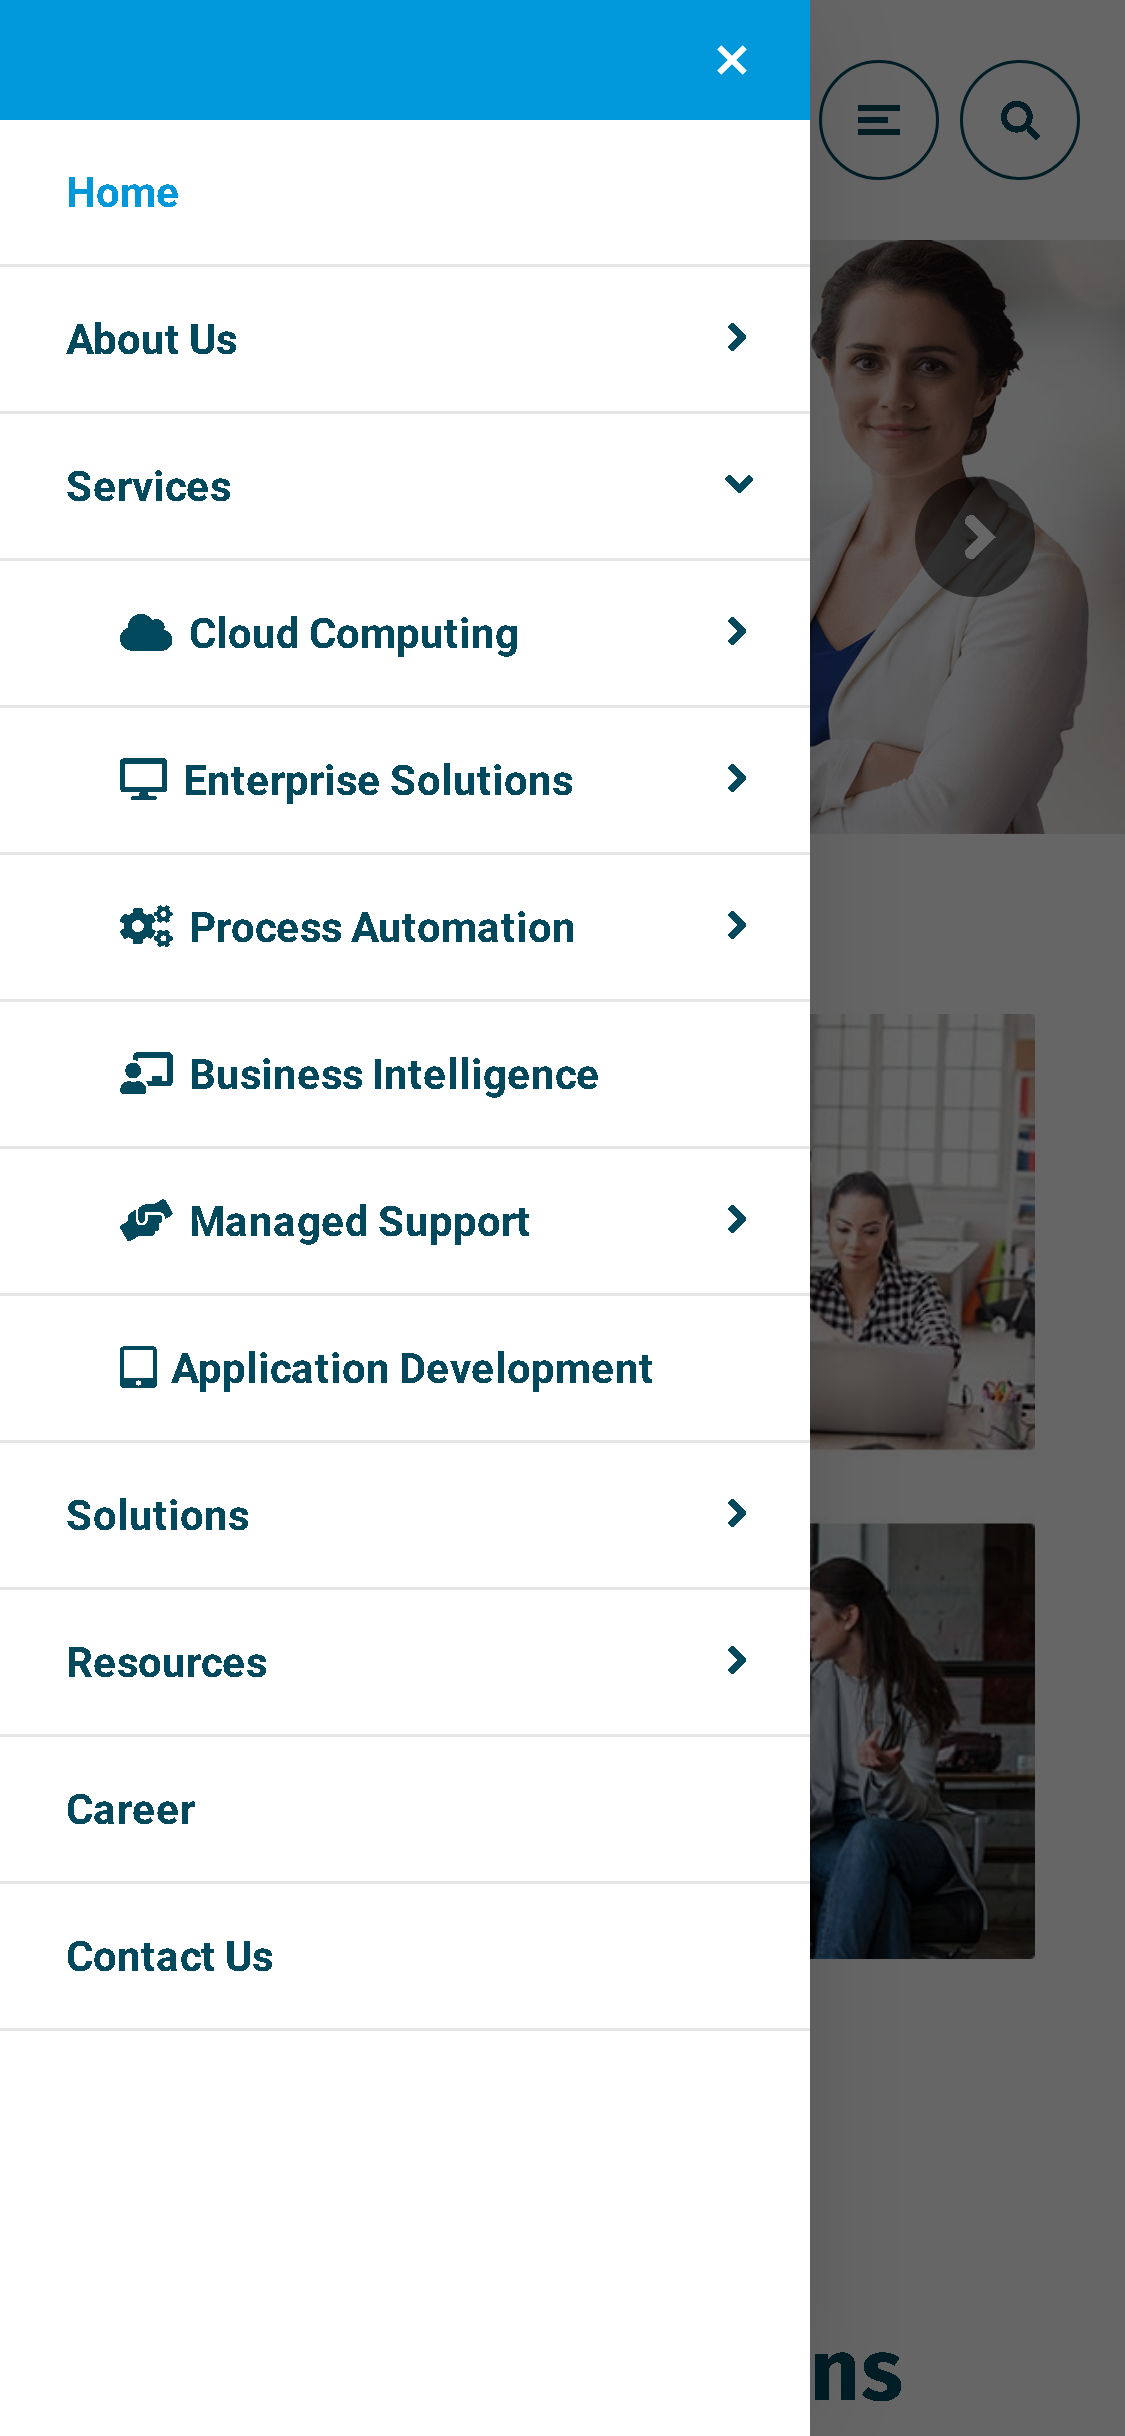 Home
About Us
Services
Cloud Computing
Enterprise Solutions
Process Automation
Business Intelligence
Managed Support
Application Development
Solutions
Resources
Career
Contact Us
ns